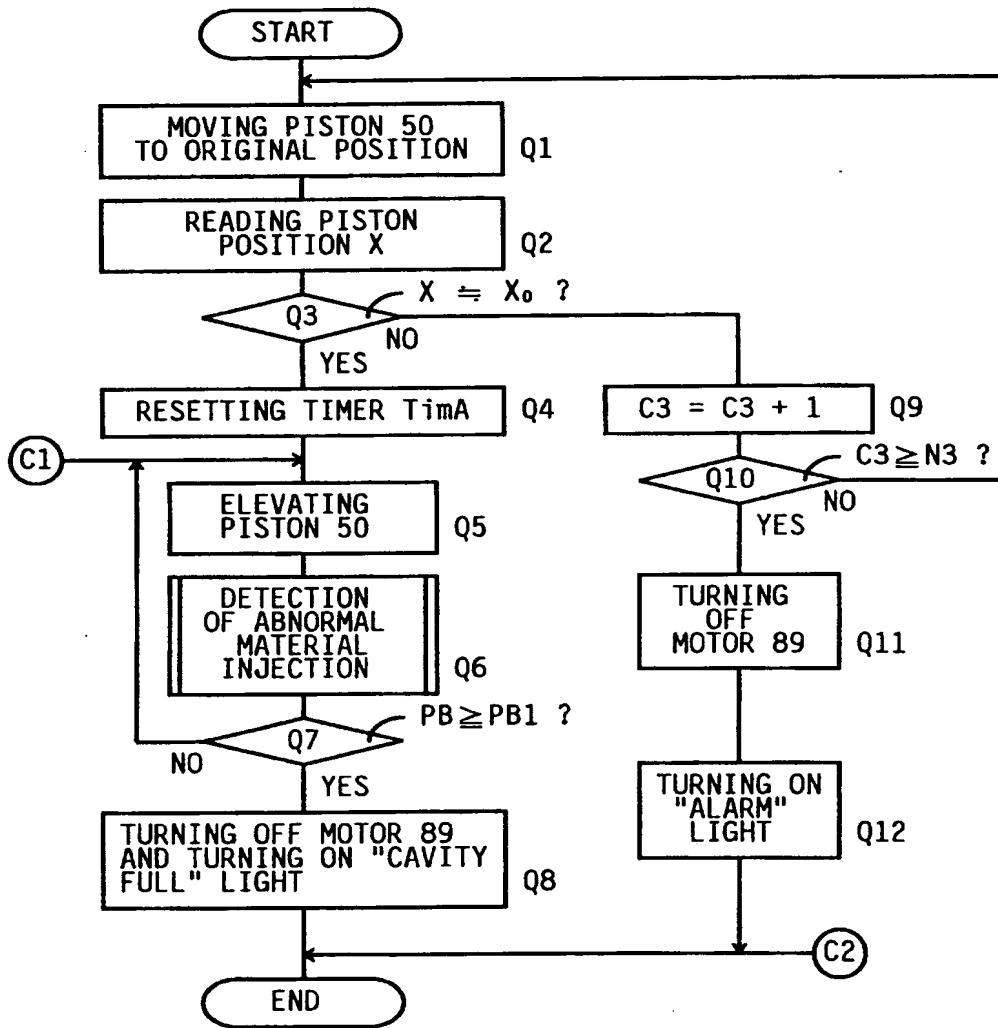 START
MOVING PISTON 50
TO ORIGINAL POSITION
Q1
READING PISTON
POSITION X
Q2
X ≒ X₀ ?
Q3
NO
YES
RESETTING TIMER TimA
Q4
C3 = C3 + 1
Q9
C1
C3≧N3 ?
Q10
NO
YES
ELEVATING
PISTON 50
Q5
DETECTION
OF ABNORMAL
MATERIAL
INJECTION
Q6
TURNING
OFF
MOTOR 89
Q11
PB≧PB1 ?
Q7
NO
YES
TURNING ON
"ALARM"
LIGHT
Q12
TURNING OFF MOTOR 89
AND TURNING ON "CAVITY
FULL" LIGHT
Q8
C2
END